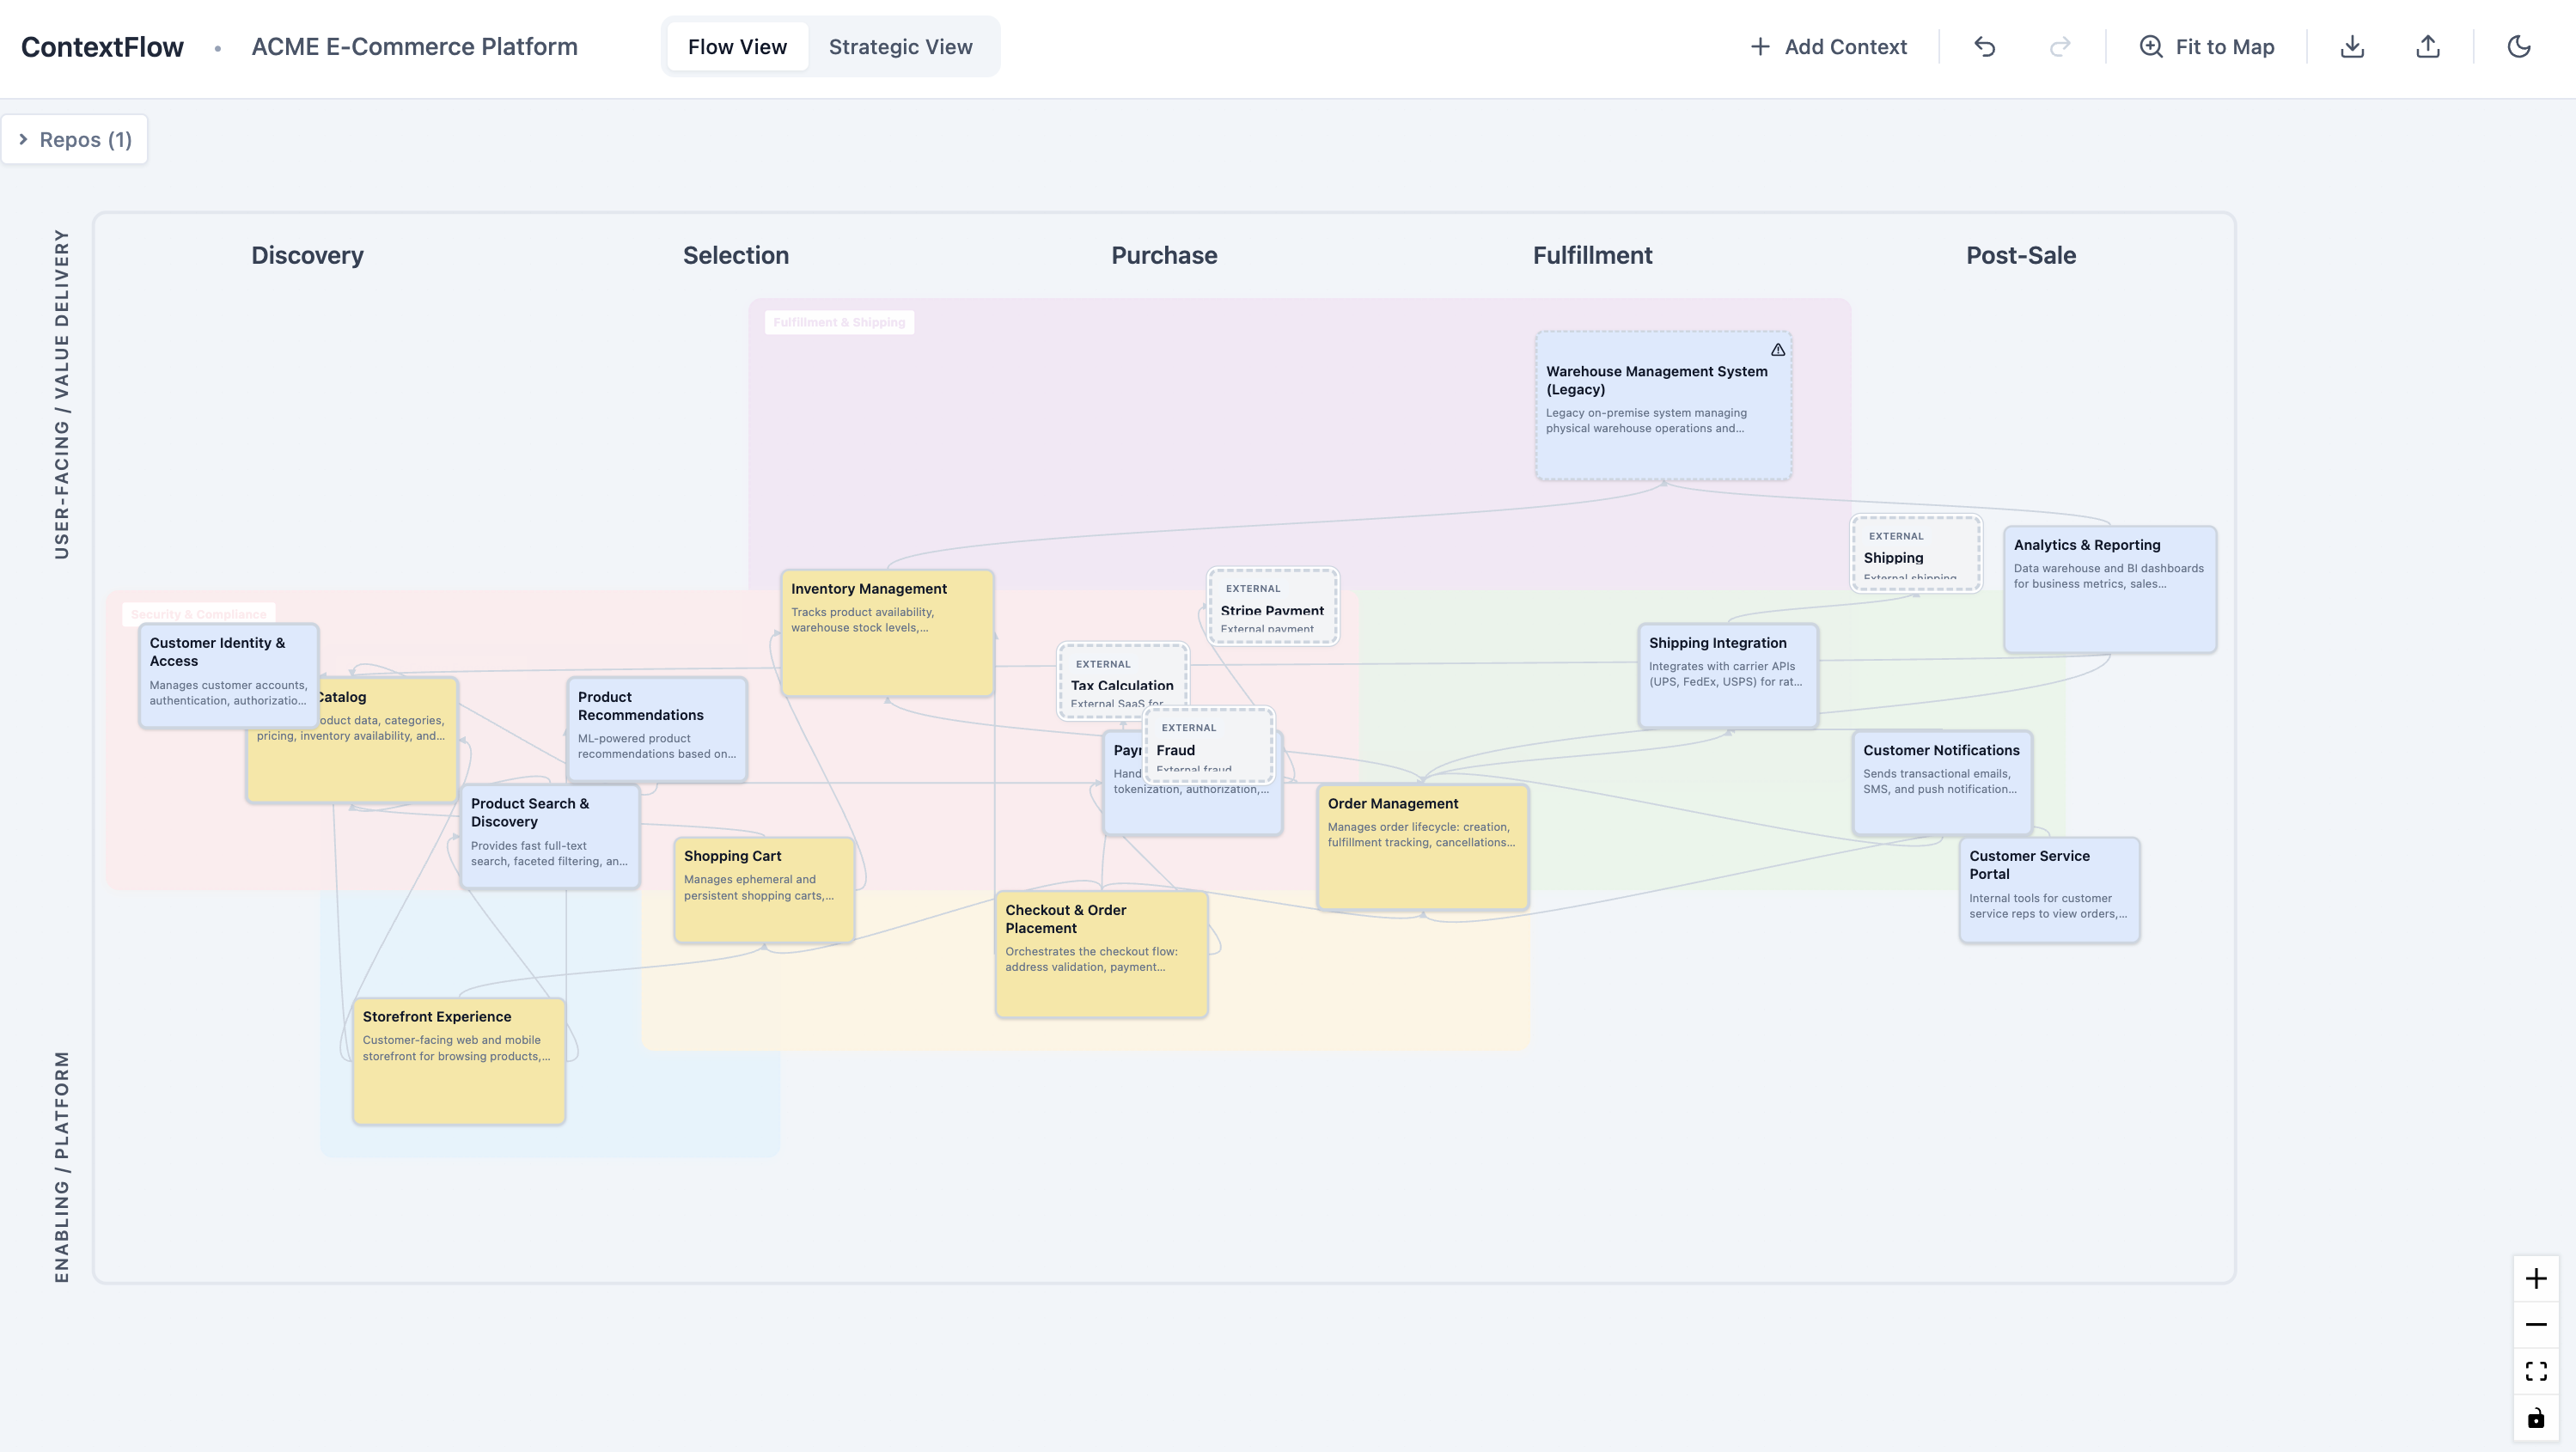 ContextFlow • ACME E-Commerce Platform
Flow View
Strategic View
Add Context
Fit to Map
Repos (1)
USER-FACING / VALUE DELIVERY
ENABLING / PLATFORM
Discovery
Selection
Purchase
Fulfillment
Post-Sale
Fulfillment & Shipping
Warehouse Management System
(Legacy)
Legacy on-premise system managing
physical warehouse operations and...
EXTERNAL
Shipping
External shipping
Analytics & Reporting
Data warehouse and BI dashboards
for business metrics, sales...
Inventory Management
Tracks product availability,
warehouse stock levels,...
EXTERNAL
Stripe Payment
External payment
Security & Compliance
Customer Identity &
Access
Manages customer accounts,
authentication, authorizatio...
Catalog
oduct data, categories,
pricing, inventory availability, and...
Product
Recommendations
ML-powered product
recommendations based on...
EXTERNAL
Tax Calculation
External SaaS for
EXTERNAL
Fraud
External fraud
Hand
tokenization, authorization,...
Shipping Integration
Integrates with carrier APIs
(UPS, FedEx, USPS) for rat...
Customer Notifications
Sends transactional emails,
SMS, and push notification...
Product Search &
Discovery
Provides fast full-text
search, faceted filtering, an...
Shopping Cart
Manages ephemeral and
persistent shopping carts,...
Order Management
Manages order lifecycle: creation,
fulfillment tracking, cancellations...
Customer Service
Portal
Internal tools for customer
service reps to view orders,...
Checkout & Order
Placement
Orchestrates the checkout flow:
address validation, payment...
Storefront Experience
Customer-facing web and mobile
storefront for browsing products,...